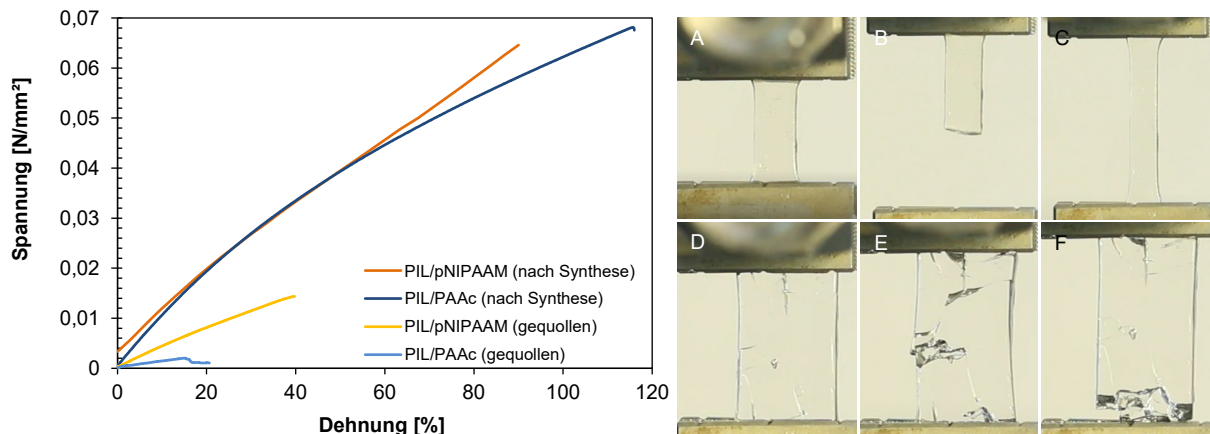 0,07
0,06
0,05
0,04
0,03
0,02
0,01
0
0
20
40
60
80
100
120
Spannung [N/mm²]
Dehnung [%]
PIL/pNIPAAM (nach Synthese)
PIL/PAAc (nach Synthese)
PIL/pNIPAAM (gequollen)
PIL/PAAc (gequollen)
A
B
C
D
E
F